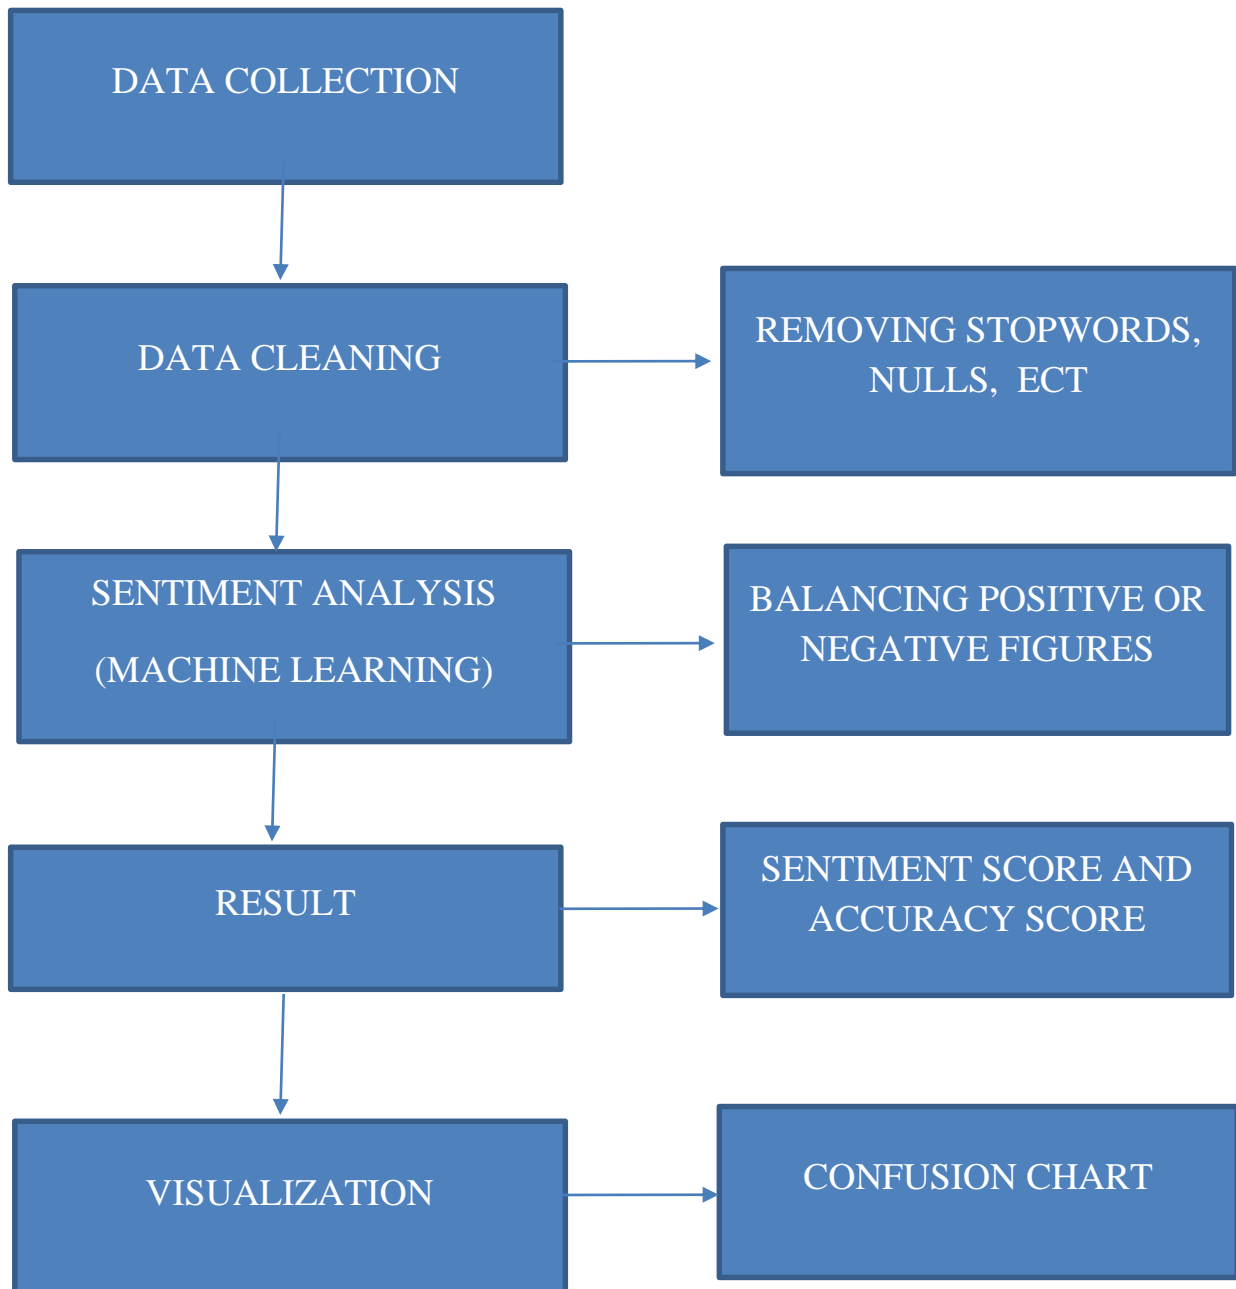 DATA COLLECTION
DATA CLEANING
REMOVING STOPWORDS,
NULLS, ECT
SENTIMENT ANALYSIS
(MACHINE LEARNING)
BALANCING POSITIVE OR
NEGATIVE FIGURES
RESULT
SENTIMENT SCORE AND
ACCURACY SCORE
VISUALIZATION
CONFUSION CHART